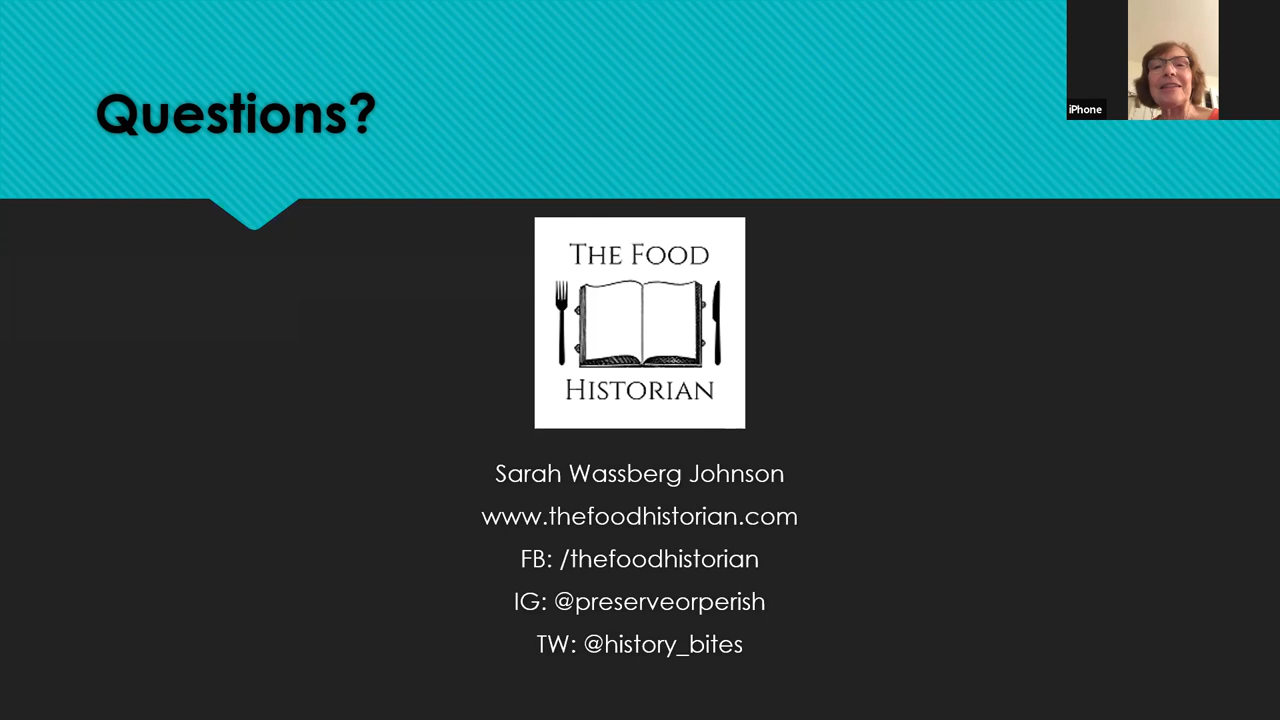 Questions?
iPhone
THE FOOD
HISTORIAN
Sarah Wassberg Johnson
www.thefoodhistorian.com
FB: /thefoodhistorian
IG: @preserveorperish
TW: @history_bites